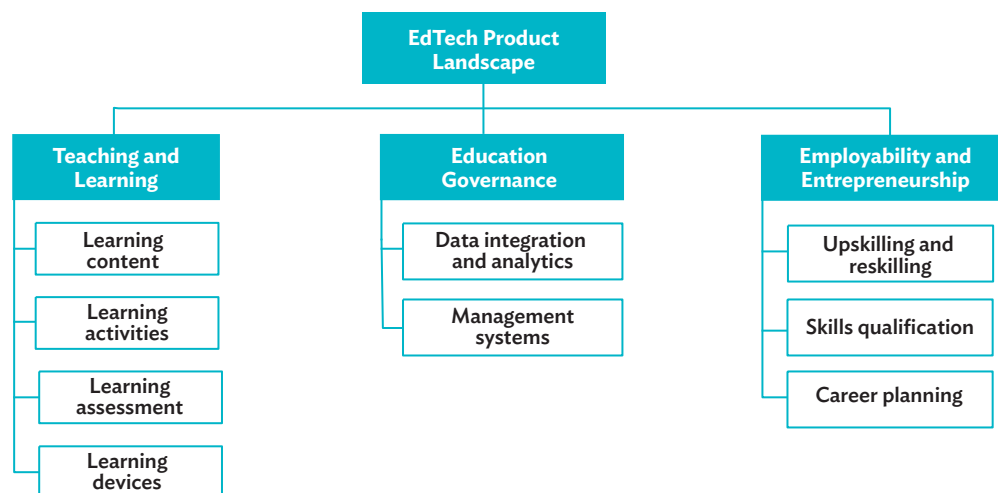 EdTech Product
Landscape
Teaching and
Learning
Learning
content
Learning
activities
Learning
assessment
Learning
devices
Education
Governance
Data integration
and analytics
Management
systems
Employability and
Entrepreneurship
Upskilling and
reskilling
Skills qualification
Career planning